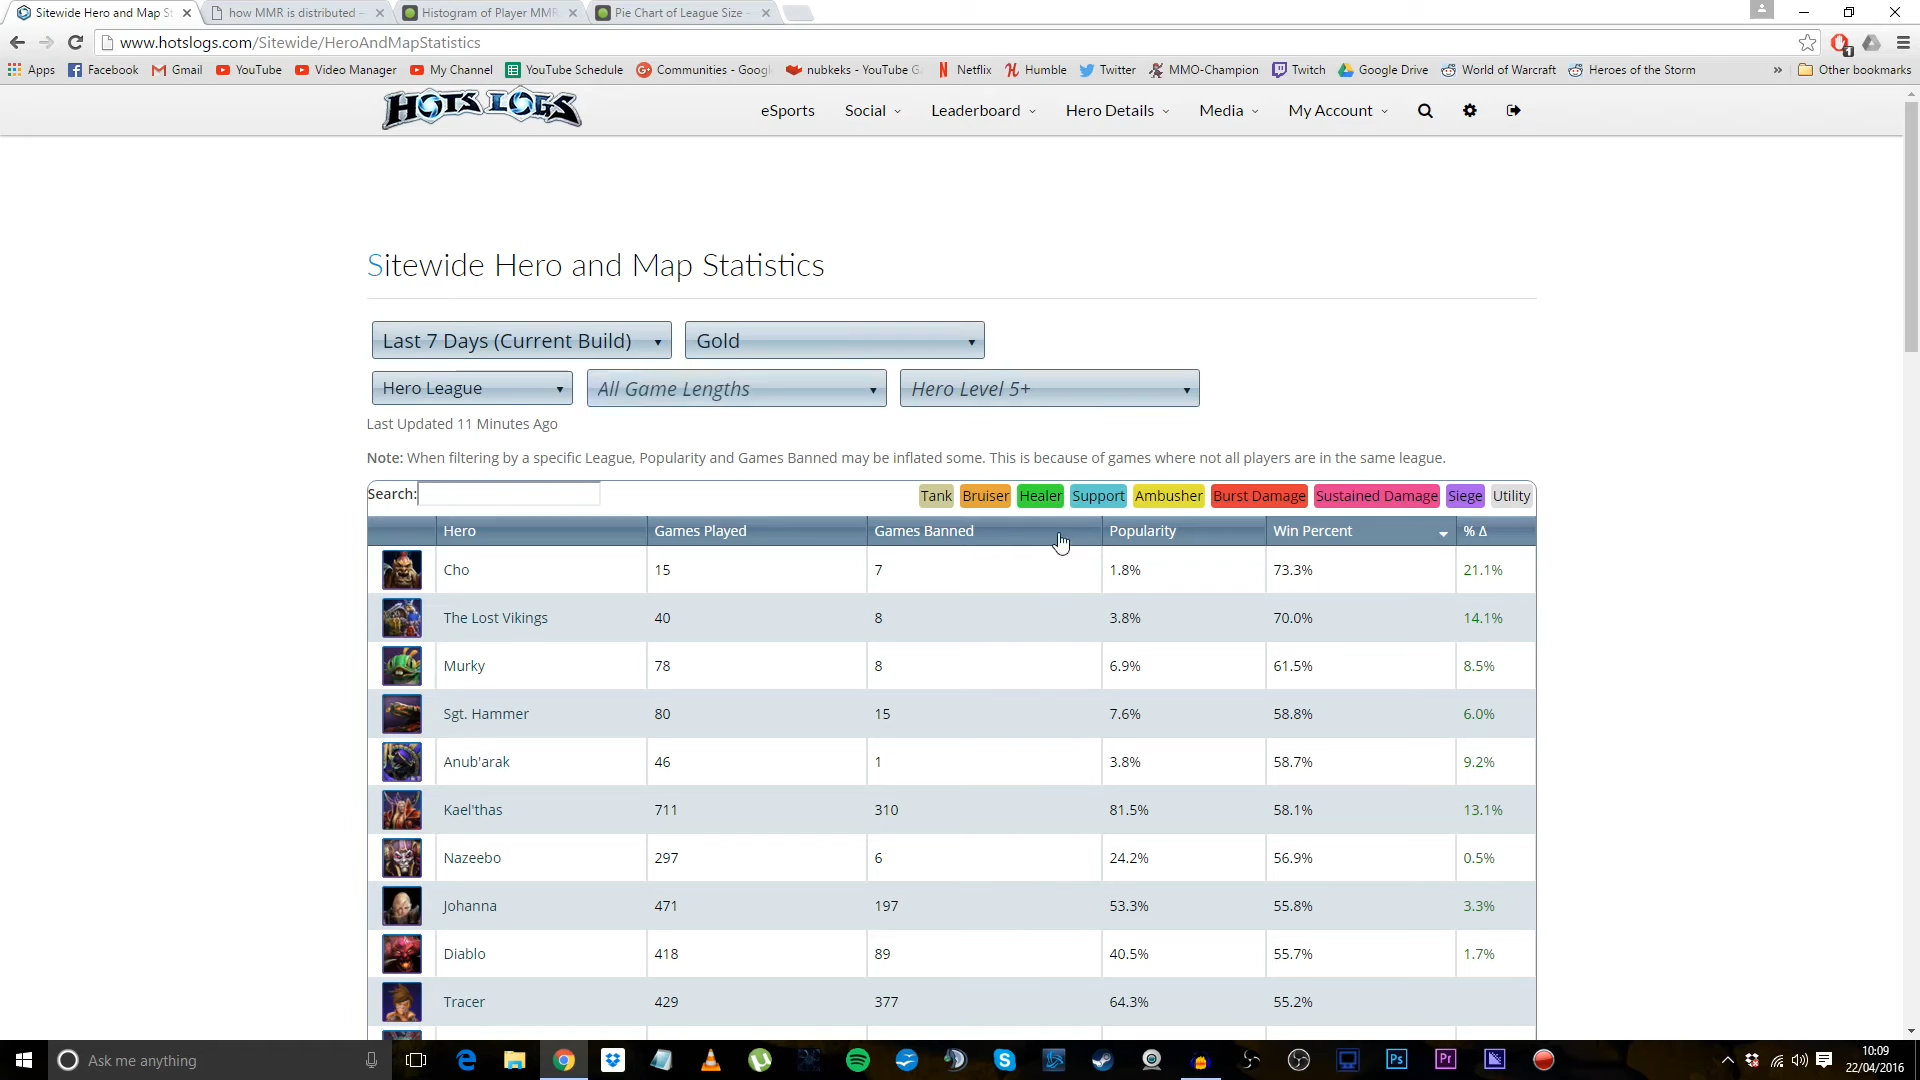 Sitewide Hero and Map St
how MMR is distributed –
Histogram of Player MMR
Pie Chart of League Size -
www.hotslogs.com/Sitewide/HeroAndMapStatistics
1
Apps Facebook Gmail YouTube Video Manager My Channel YouTube Schedule Communities - Googl nubkeks - YouTube G Netflix Humble Twitter MMO-Champion Twitch Google Drive World of Warcraft Heroes of the Storm » Other bookmarks
HOTS LOGS
eSports Social Leaderboard Hero Details Media My Account
Sitewide Hero and Map Statistics
Last 7 Days (Current Build) Gold
Hero League All Game Lengths Hero Level 5+
Last Updated 11 Minutes Ago
Note: When filtering by a specific League, Popularity and Games Banned may be inflated some. This is because of games where not all players are in the same league.
Search: Tank Bruiser Healer Support Ambusher Burst Damage Sustained Damage Siege Utility
Hero Games Played Games Banned Popularity Win Percent % Δ
Cho 15 7 1.8% 73.3% 21.1%
The Lost Vikings 40 8 3.8% 70.0% 14.1%
Murky 78 8 6.9% 61.5% 8.5%
Sgt. Hammer 80 15 7.6% 58.8% 6.0%
Anub'arak 46 1 3.8% 58.7% 9.2%
Kael'thas 711 310 81.5% 58.1% 13.1%
Nazeebo 297 6 24.2% 56.9% 0.5%
Johanna 471 197 53.3% 55.8% 3.3%
Diablo 418 89 40.5% 55.7% 1.7%
Tracer 429 377 64.3% 55.2%
Ask me anything
Ps Pr
10:09
22/04/2016